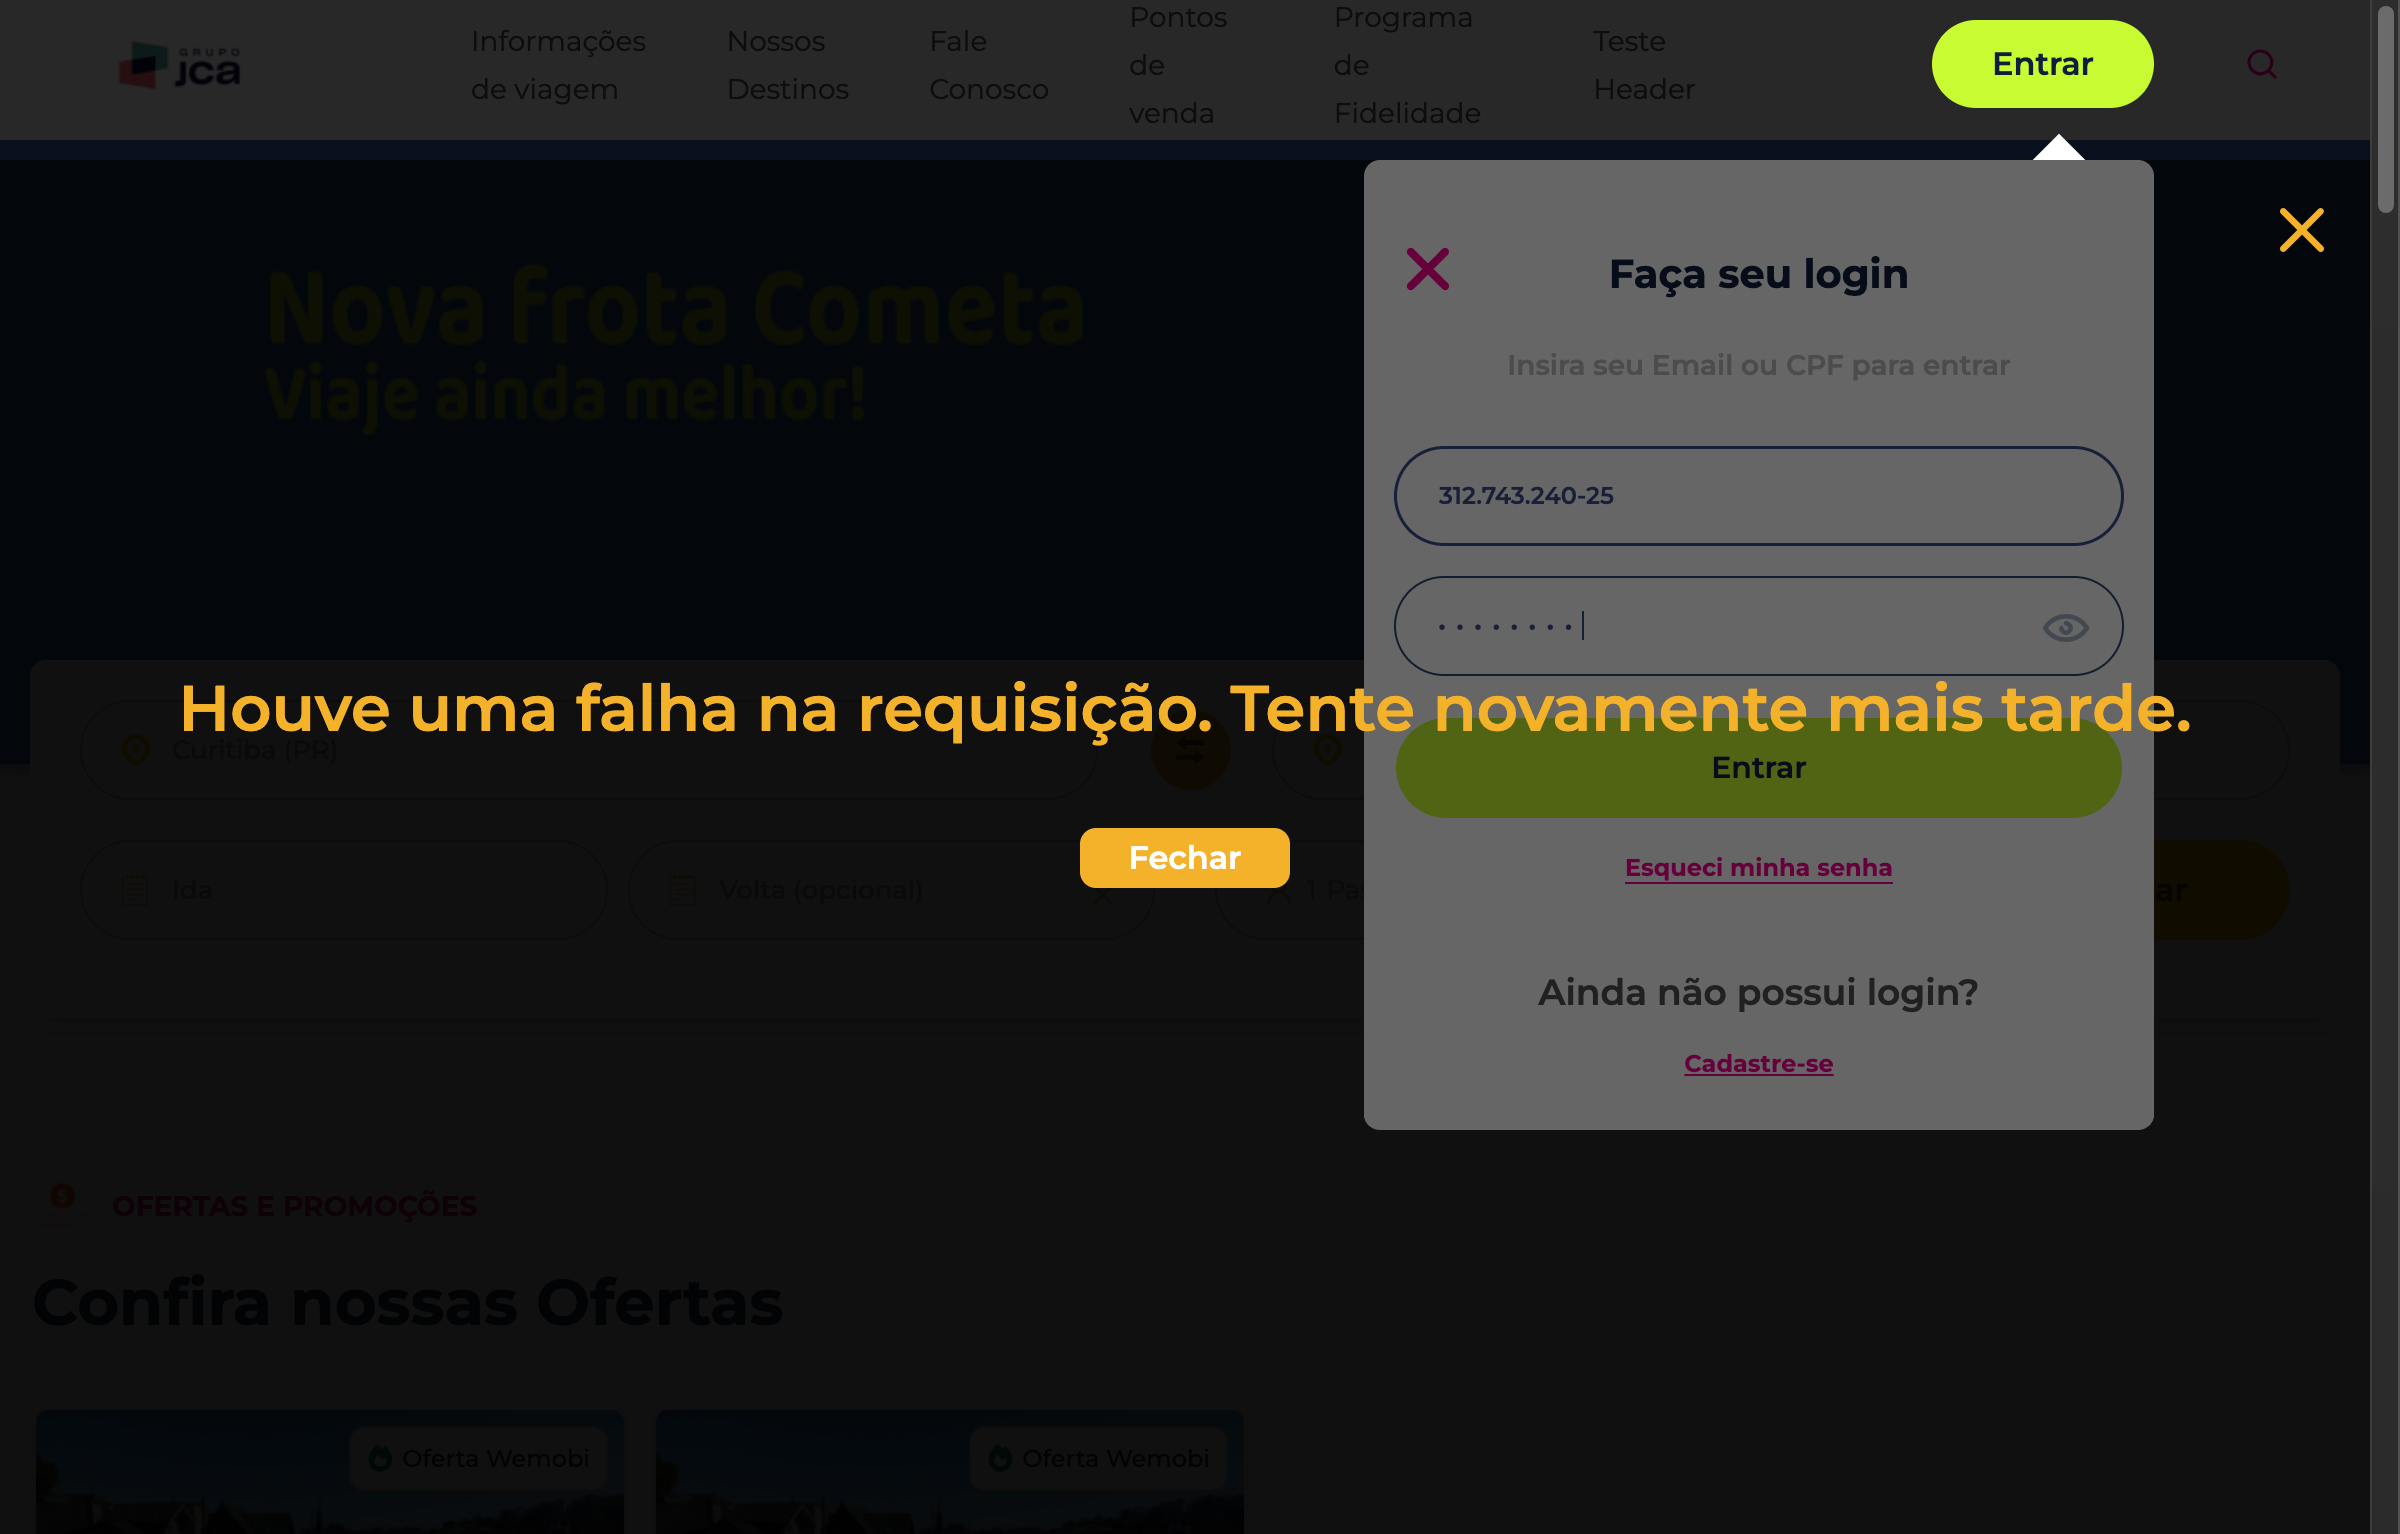 GRUPO
jca
Informações
de viagem
Nossos
Destinos
Fale
Conosco
Pontos
de
venda
Programa
de
Fidelidade
Teste
Header
Entrar
Nova frota Cometa
Viaje ainda melhor!
Faça seu login
Insira seu Email ou CPF para entrar
312.743.240-25
Houve uma falha na requisição. Tente novamente mais tarde.
Curitiba (PR)
Entrar
Fechar
Esqueci minha senha
Ida
Volta (opcional)
1
Ainda não possui login?
Cadastre-se
OFERTAS E PROMOÇÕES
Confira nossas Ofertas
Oferta Wemobi
Oferta Wemobi